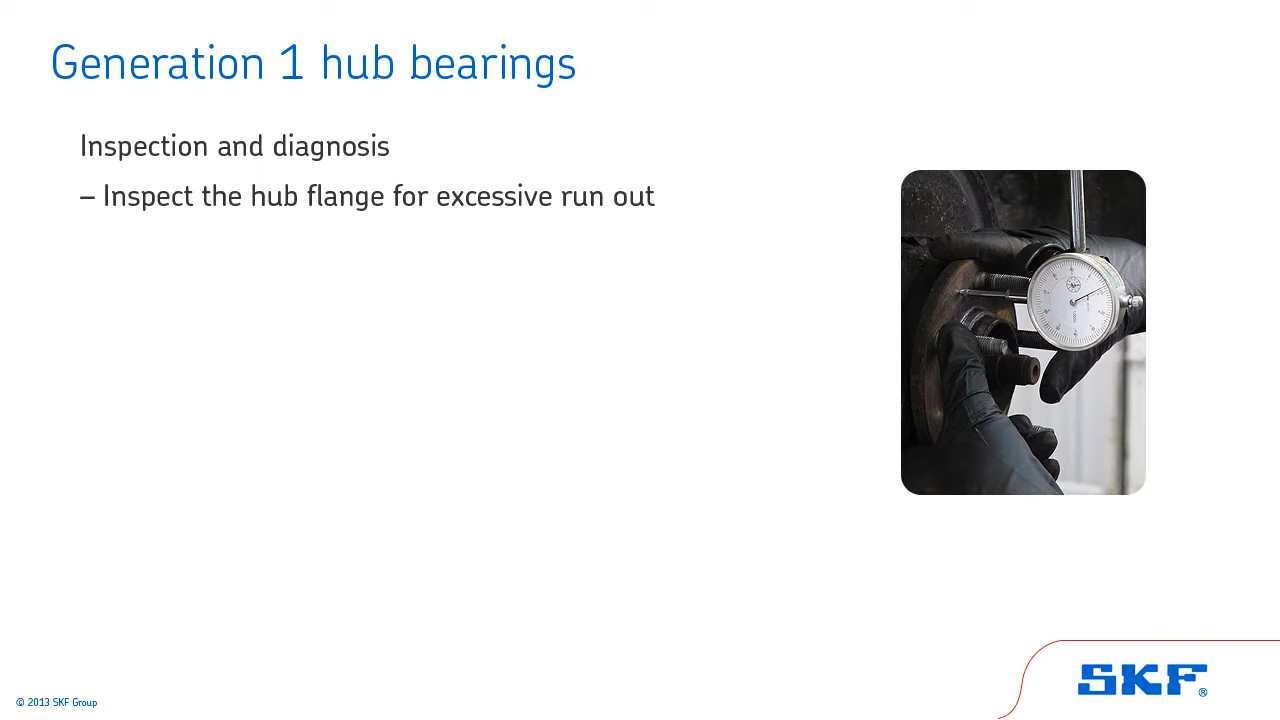 Generation 1 hub bearings
Inspection and diagnosis
– Inspect the hub flange for excessive run out
© 2013 SKF Group
SKF®